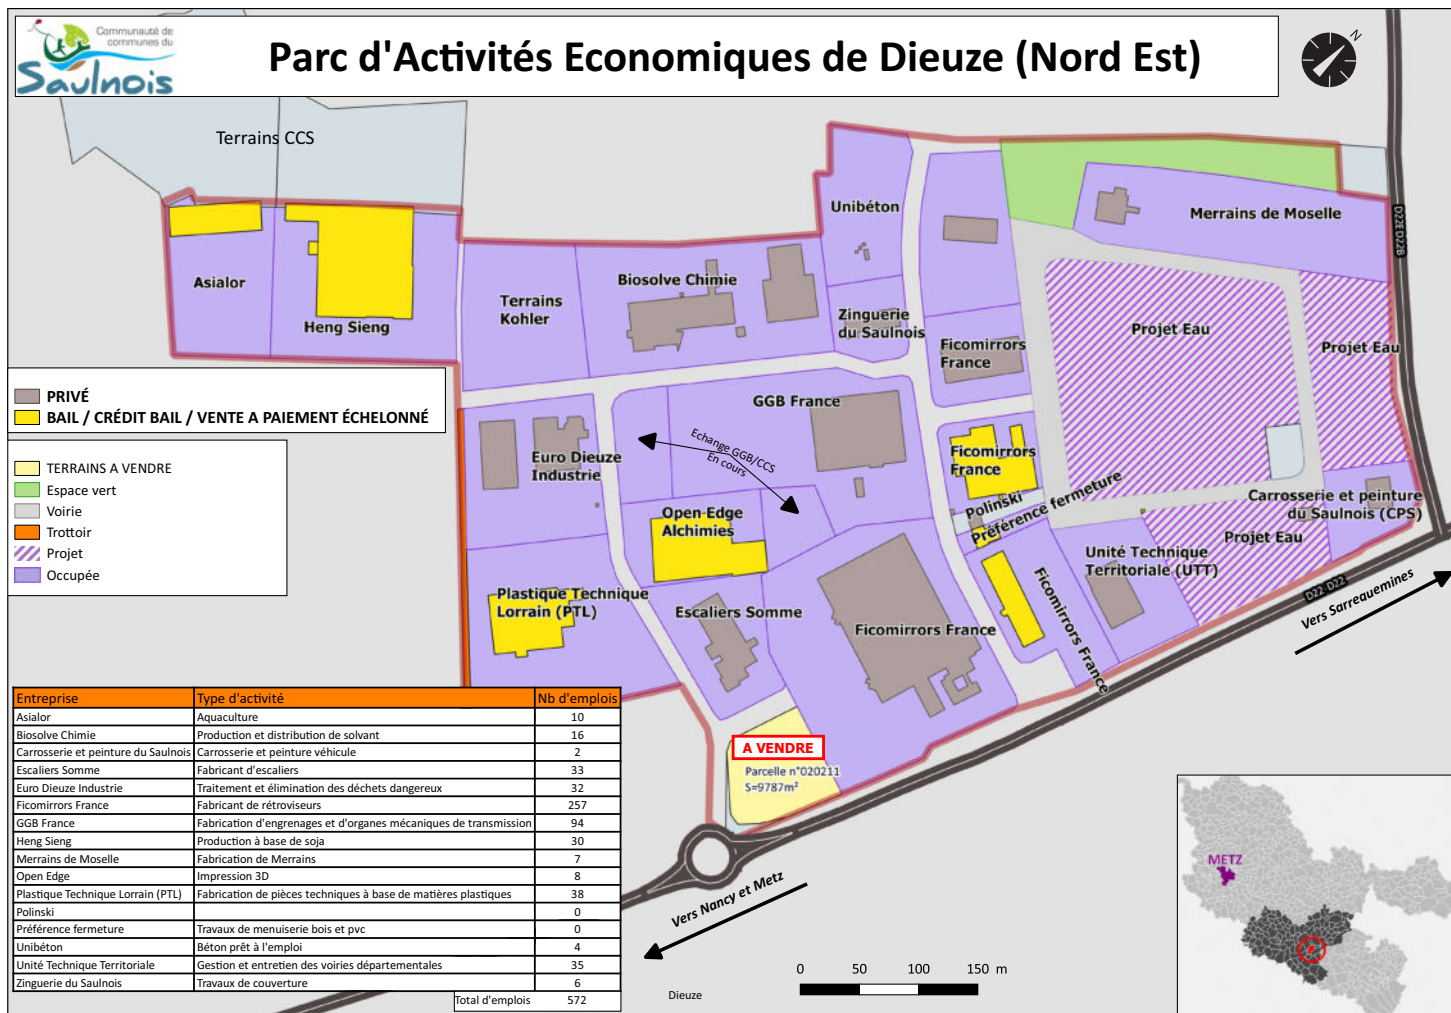 Communauté de
communes du
Saulnois
Parc d'Activités Economiques de Dieuze (Nord Est)
N
Terrains CCS
Unibéton
Merrains de Moselle
D22ED22B
Asialor
Heng Sieng
Terrains
Kohler
Biosolve Chimie
Zinguerie
du Saulnois
Ficomirrors
France
Projet Eau
Projet Eau
PRIVÉ
BAIL / CRÉDIT BAIL / VENTE A PAIEMENT ÉCHELONNÉ
TERRAINS A VENDRE
Espace vert
Voirie
Trottoir
Projet
Occupée
GGB France
Echange GGB/CCS
En cours
Euro Dieuze
Industrie
Ficomirrors
France
Polinski
Préférence fermeture
Carrosserie et peinture
du Saulnois (CPS)
Projet Eau
Open Edge
Alchimies
Unité Technique
Territoriale (UTT)
D22-D22
Vers Sarreguemines
Plastique Technique
Lorrain (PTL)
Escaliers Somme
Ficomirrors France
Ficomirrors France
A VENDRE
Parcelle n°020211
S=9787m²
Vers Nancy et Metz
Entreprise Type d'activité Nb d'emplois
Asialor Aquaculture 10
Biosolve Chimie Production et distribution de solvant 16
Carrosserie et peinture du Saulnois Carrosserie et peinture véhicule 2
Escaliers Somme Fabricant d'escaliers 33
Euro Dieuze Industrie Traitement et élimination des déchets dangereux 32
Ficomirrors France Fabricant de rétroviseurs 257
GGB France Fabrication d'engrenages et d'organes mécaniques de transmission 94
Heng Sieng Production à base de soja 30
Merrains de Moselle Fabrication de Merrains 7
Open Edge Impression 3D 8
Plastique Technique Lorrain (PTL) Fabrication de pièces techniques à base de matières plastiques 38
Polinski 0
Préférence fermeture Travaux de menuiserie bois et pvc 0
Unibéton Béton prêt à l'emploi 4
Unité Technique Territoriale Gestion et entretien des voiries départementales 35
Zinguerie du Saulnois Travaux de couverture 6
Total d'emplois 572
Dieuze
0 50 100 150 m
METZ